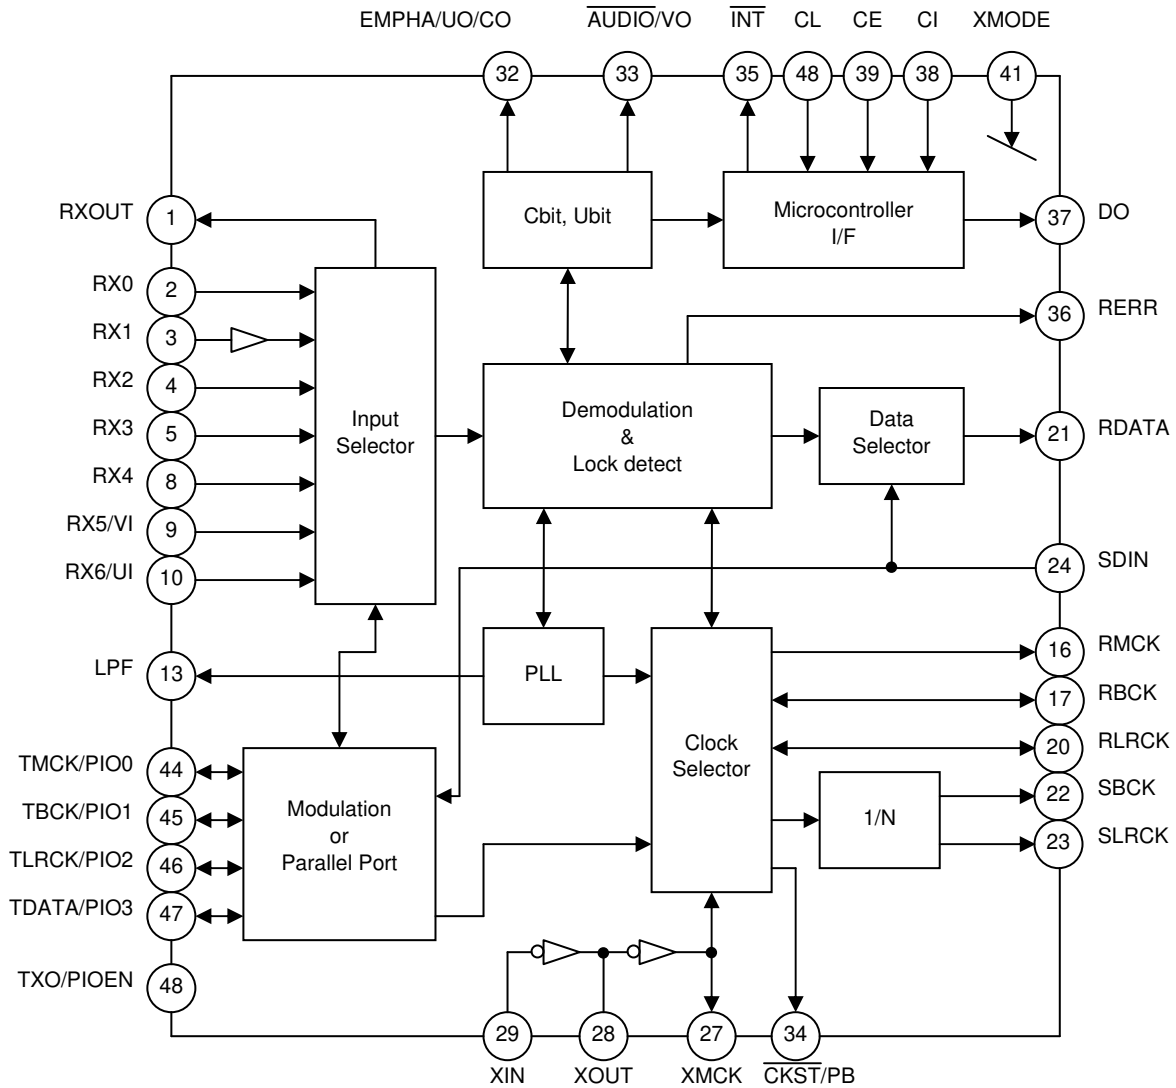 EMPHA/UO/CO
AUDIO/VO
INT
CL
CE
CI
XMODE
32
33
35
48
39
38
41
RXOUT
1
Cbit, Ubit
Microcontroller
I/F
37
DO
RX0
2
RX1
3
RX2
4
RX3
5
RX4
8
RX5/VI
9
RX6/UI
10
Input
Selector
Demodulation
&
Lock detect
Data
Selector
36
RERR
21
RDATA
24
SDIN
LPF
13
PLL
Clock
Selector
16
RMCK
17
RBCK
20
RLRCK
22
SBCK
23
SLRCK
1/N
TMCK/PIO0
44
TBCK/PIO1
45
TLRCK/PIO2
46
TDATA/PIO3
47
TXO/PIOEN
48
Modulation
or
Parallel Port
29
28
27
34
XIN
XOUT
XMCK
CKST/PB